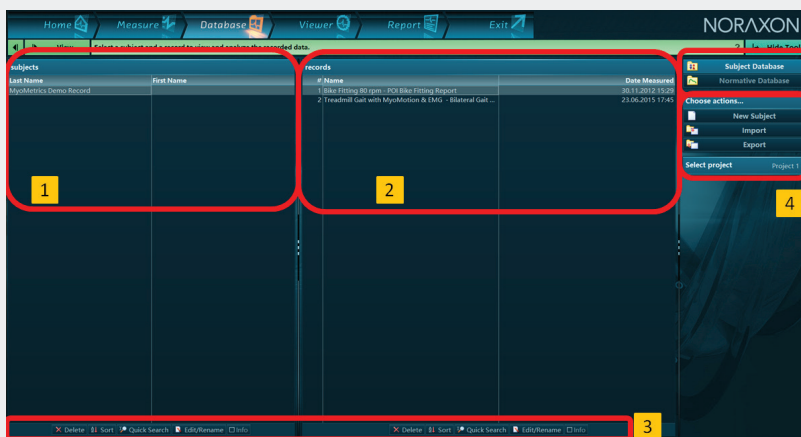 Home Measure Database Viewer Report Exit NORAXON
View Select a subject and a record to view and analyze the recorded data. ? Hide Tool
subjects
Last Name First Name
MyoMetrics Demo Record
1
records
# Name Date Measured
1 Bike Fitting 80 rpm - POI Bike Fitting Report 30.11.2012 15:29
2 Treadmill Gait with MyoMotion & EMG - Bilateral Gait ... 23.06.2015 17:45
2
Subject Database
Normative Database
Choose actions...
New Subject
Import
Export
Select project Project 1
4
Delete Sort Quick Search Edit/Rename Info
Delete Sort Quick Search Edit/Rename Info
3